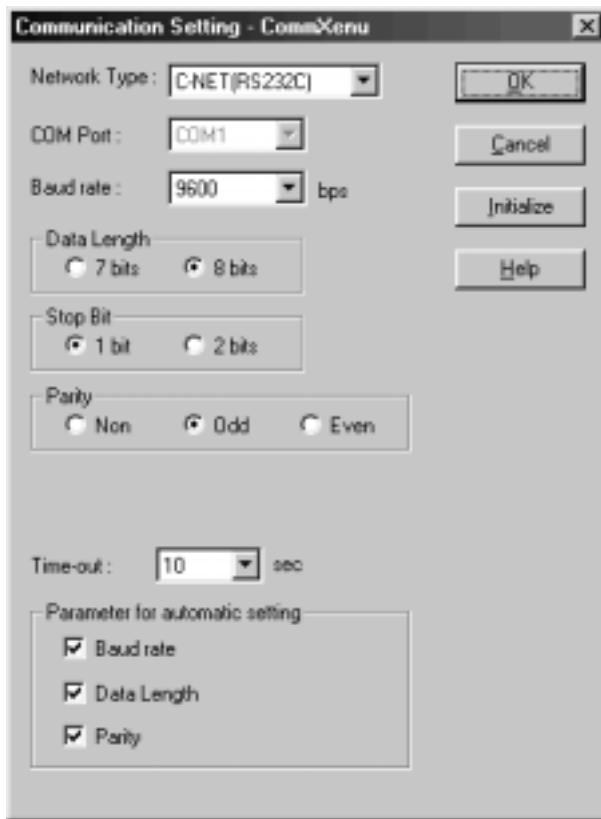 Communication Setting - CommXenu
Network Type : C-NET(RS232C)
OK
COM Port : COM1
Cancel
Baud rate : 9600 bps
Initialize
Data Length
7 bits 8 bits
Help
Stop Bit
1 bit 2 bits
Parity
Non Odd Even
Time-out : 10 sec
Parameter for automatic setting
Baud rate
Data Length
Parity